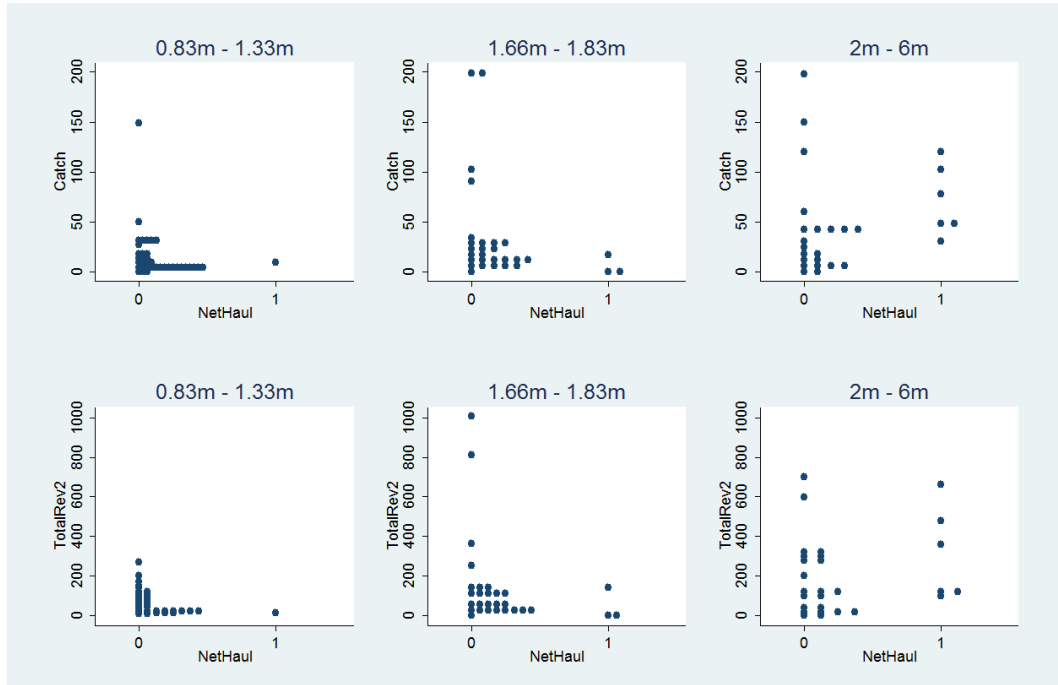 0.83m - 1.33m
200
150
100
50
0
Catch
0
1
NetHaul
1.66m - 1.83m
200
150
100
50
0
Catch
0
1
NetHaul
2m - 6m
200
150
100
50
0
Catch
0
1
NetHaul
0.83m - 1.33m
1000
800
600
400
200
0
TotalRev2
0
1
NetHaul
1.66m - 1.83m
1000
800
600
400
200
0
TotalRev2
0
1
NetHaul
2m - 6m
1000
800
600
400
200
0
TotalRev2
0
1
NetHaul